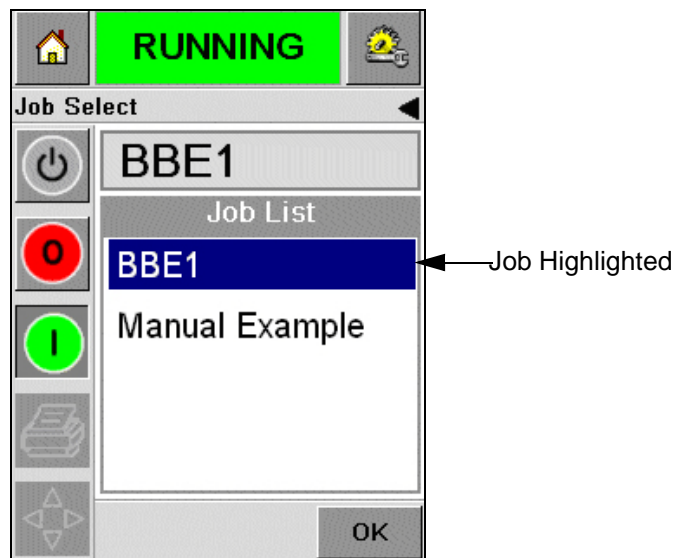 RUNNING
Job Select
BBE1
Job List
O
BBE1
Job Highlighted
I
Manual Example
OK